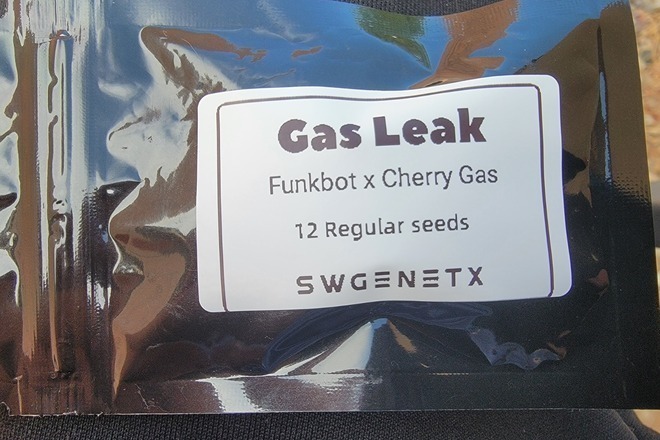 Gas Leak
Funkbot x Cherry Gas
12 Regular seeds
SWGENETX